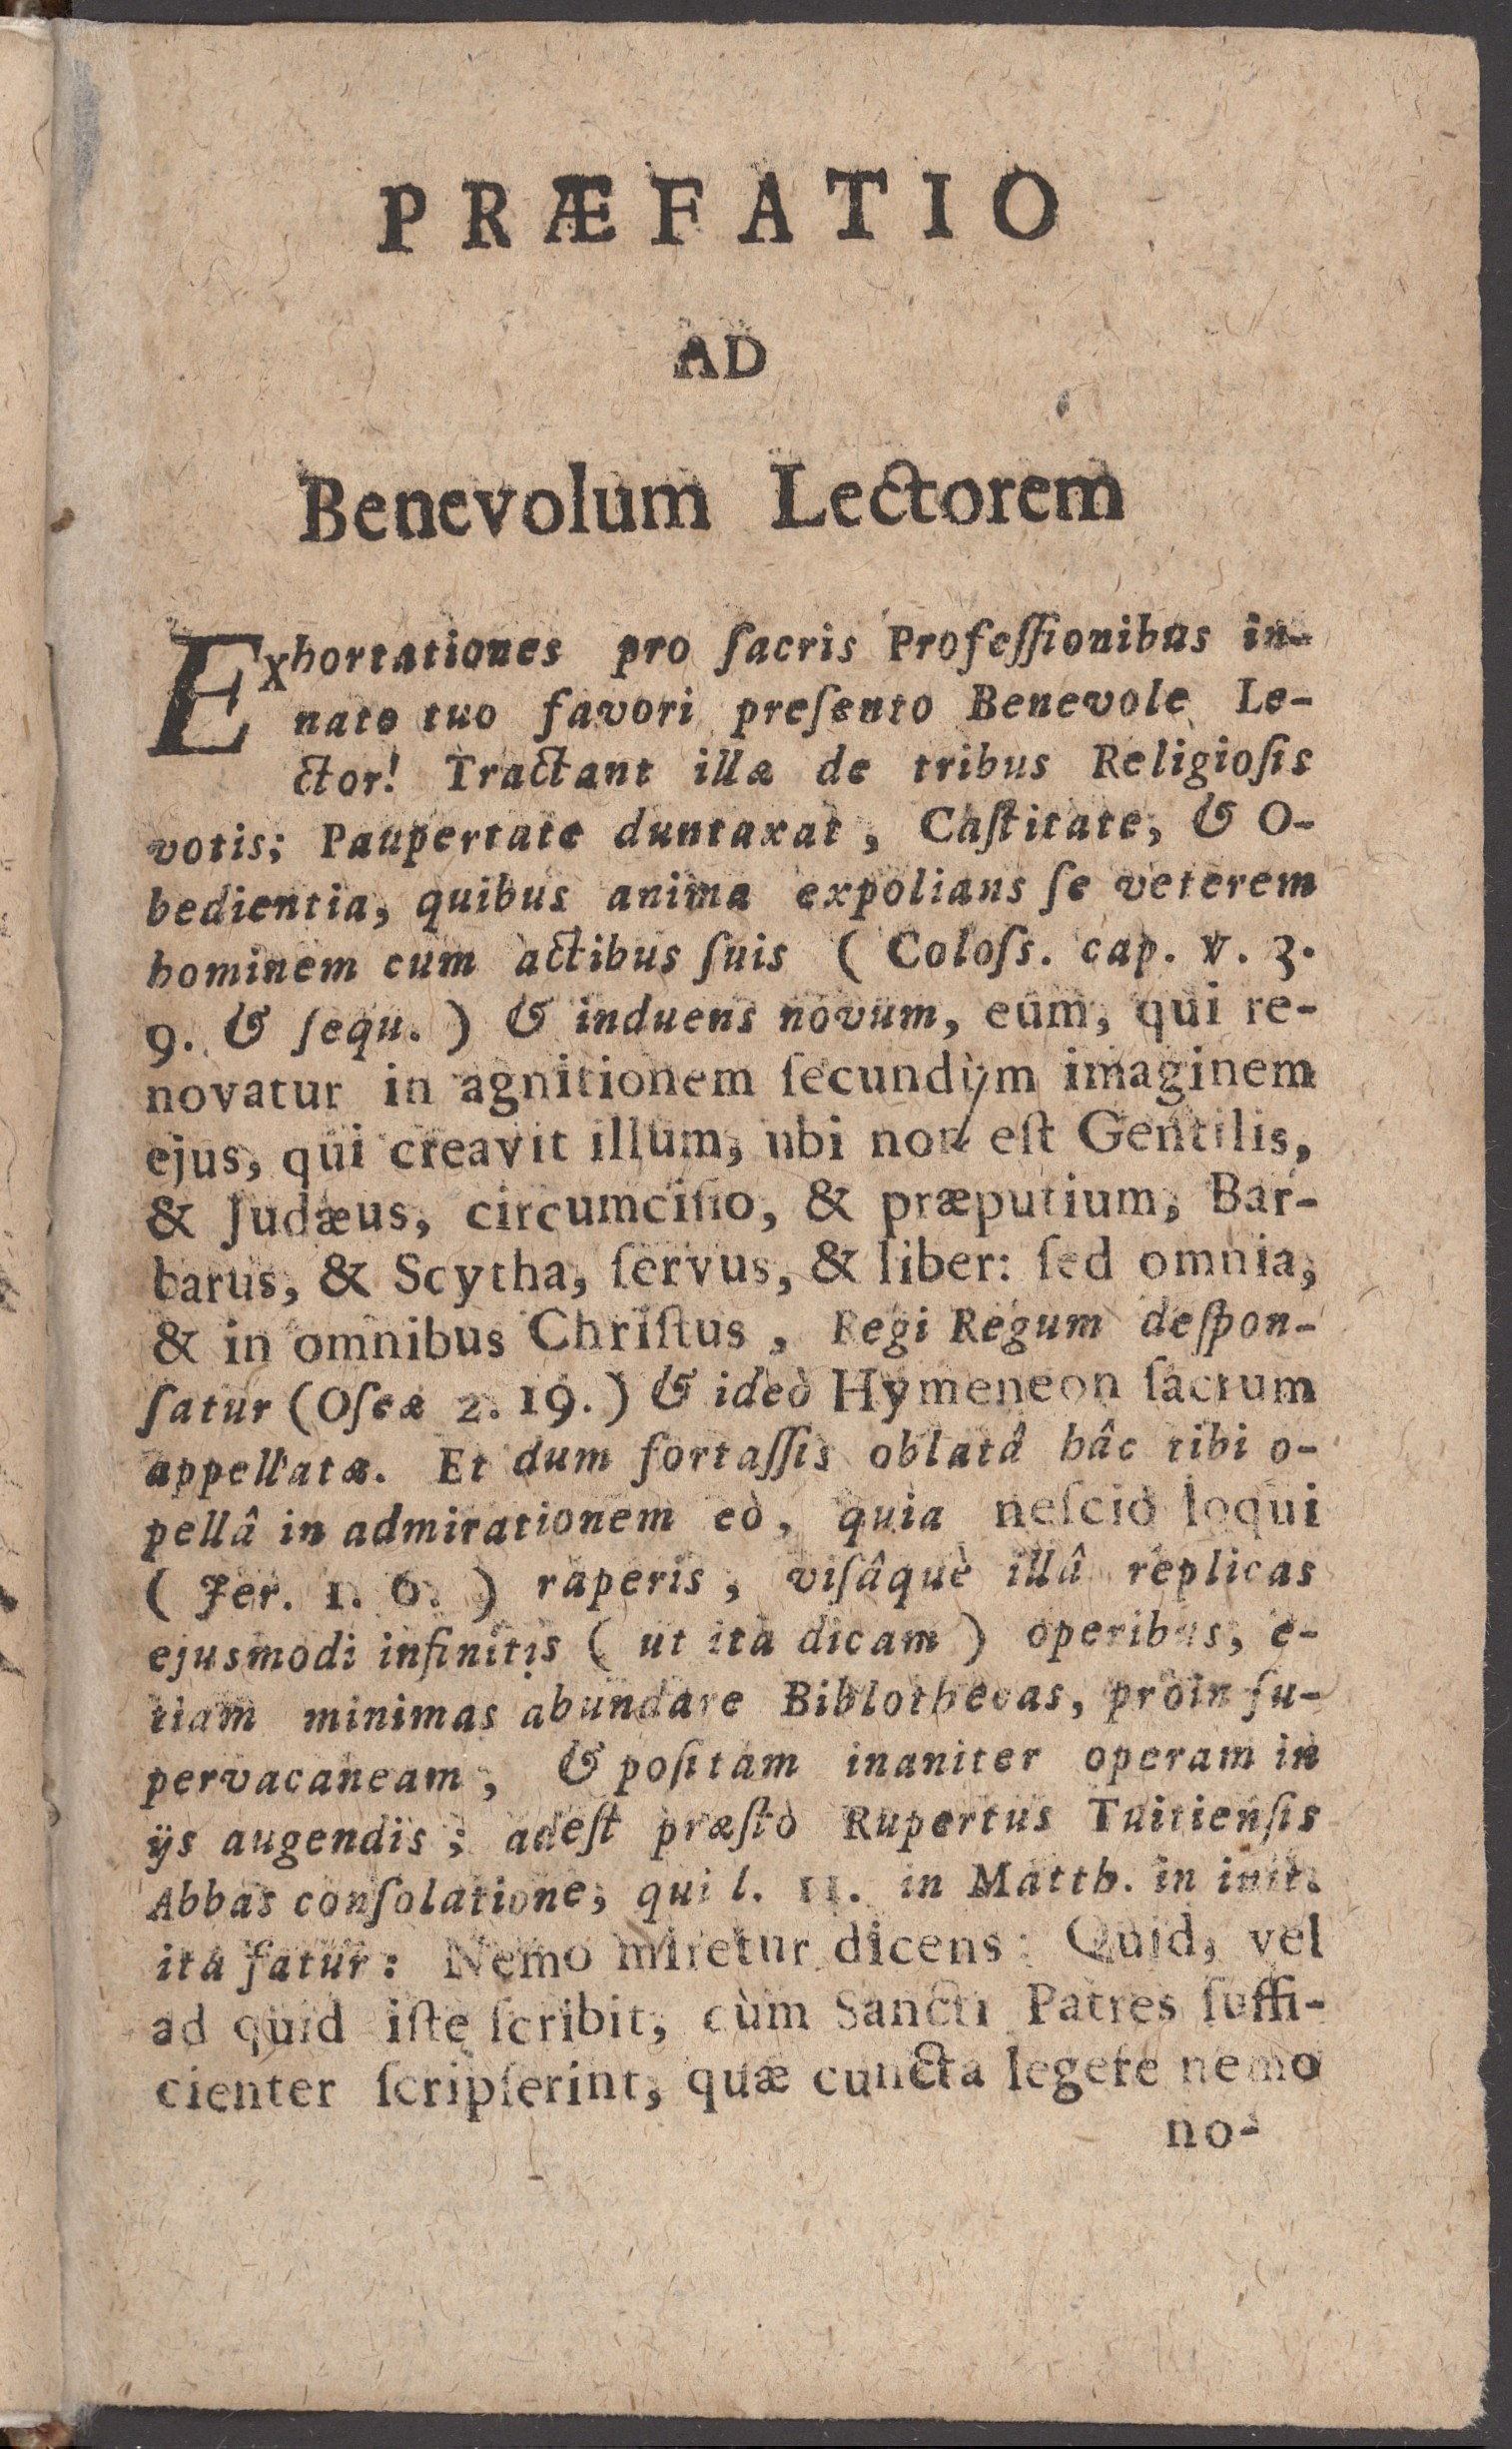 PRÆFATIO
AD
Benevolum Lectorem
Exhortationes pro ſacris Profeſſionibus in-
nato tuo favori preſento Benevole Le-
ctor! Tractant illæ de tribus Religioſis
votis; Paupertate duntaxat, Caſtitate, & O-
bedientia, quibus anima expolians ſe veterem
hominem cum actibus ſuis (Coloſs. cap. v. 3.
9. & ſequ.) & induens novum, eum, qui re-
novatur in agnitionem ſecundùm imaginem
ejus, qui creavit illum, ubi non eſt Gentilis,
& Judæus, circumciſio, & præputium, Bar-
barus, & Scytha, ſervus, & liber: ſed omnia,
& in omnibus Chriſtus, Regi Regum deſpon-
ſatur (Oſeæ 2. 19.) & ideò Hymeneon ſacrum
appellatæ. Et dum fortaſſis oblatâ hâc tibi o-
pellâ in admirationem eò, quia neſcio loqui
(Jer. 1. 6.) raperis, viſâquè illâ replicas
ejusmodi infinitis (ut ita dicam) operibus, e-
tiam minimas abundare Biblothecas, proin ſu-
pervacaneam, & poſitam inaniter operam in
ijs augendis; adeſt præſtò Rupertus Tuitienſis
Abbas conſolatione, qui l. 11. in Matth. in init.
ita fatur: Nemo miretur dicens: Quid, vel
ad quid iſte ſcribit, cùm Sancti Patres ſuffi-
cienter ſcripſerint, quæ cuncta legere nemo
no-